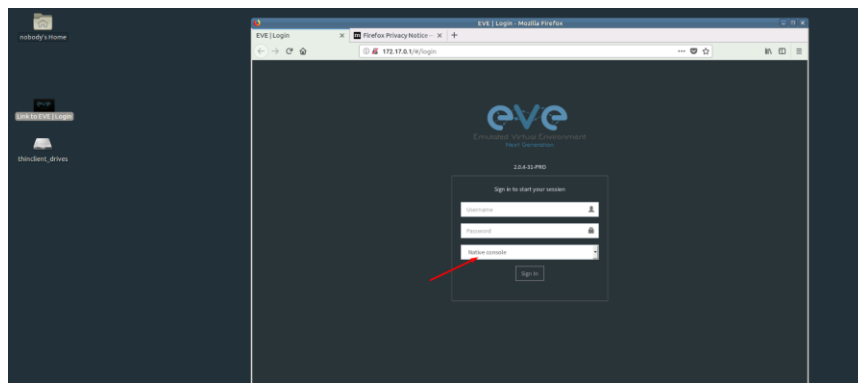 nobody's Home
Link to EVE | Login
thinclient_drives
EVE | Login - Mozilla Firefox
EVE | Login
Firefox Privacy Notice —
172.17.0.1/#/login
eve
Emulated Virtual Environment
Next Generation
2.0.4-31-PRO
Sign in to start your session
Username
Password
Native console
Sign In